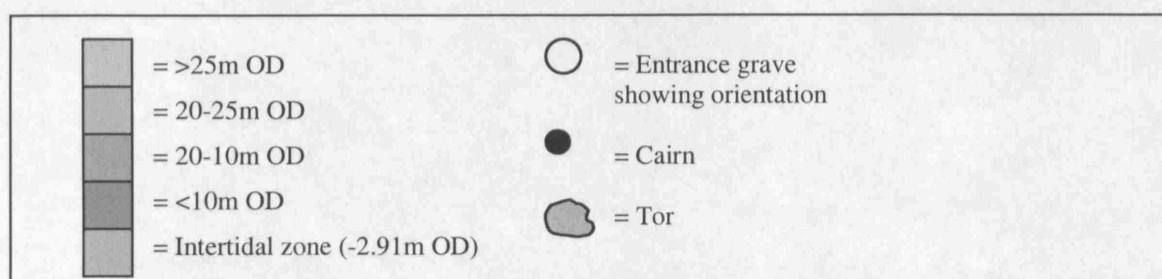 = >25m OD
= 20-25m OD
= 20-10m OD
= <10m OD
= Intertidal zone (-2.91m OD)
= Entrance grave
showing orientation
= Cairn
= Tor